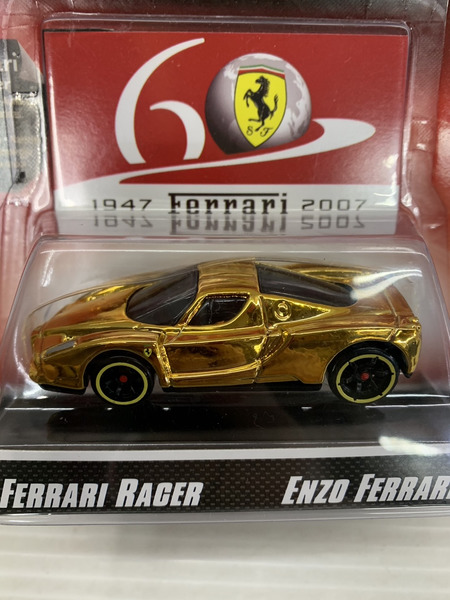 60
S F
1947 Ferrari 2007
FERRARI RACER ENZO FERRARI